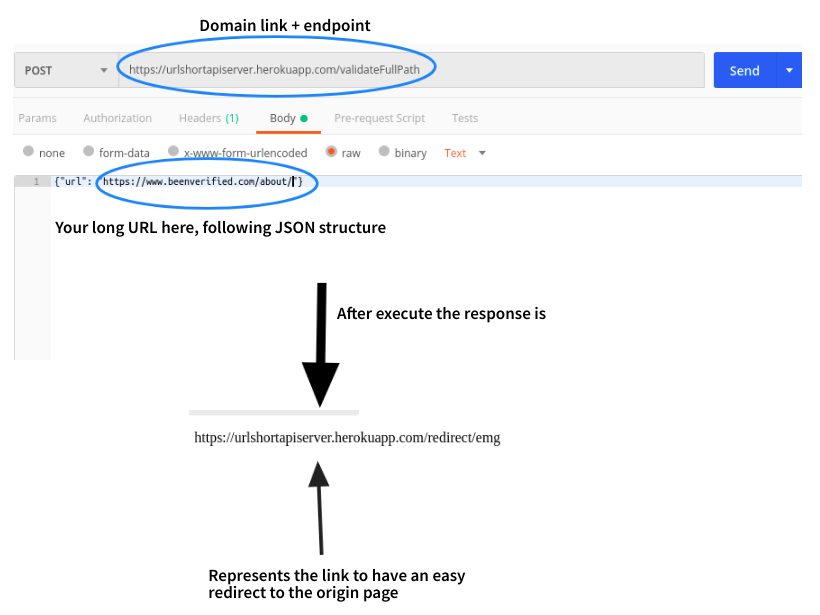 Domain link + endpoint
POST https://urlshortapiserver.herokuapp.com/validateFullPath Send
Params Authorization Headers (1) Body Pre-request Script Tests
none form-data x-www-form-urlencoded raw binary Text
1 {"url": "https://www.beenverified.com/about/"}
Your long URL here, following JSON structure
After execute the response is
https://urlshortapiserver.herokuapp.com/redirect/emg
Represents the link to have an easy
redirect to the origin page